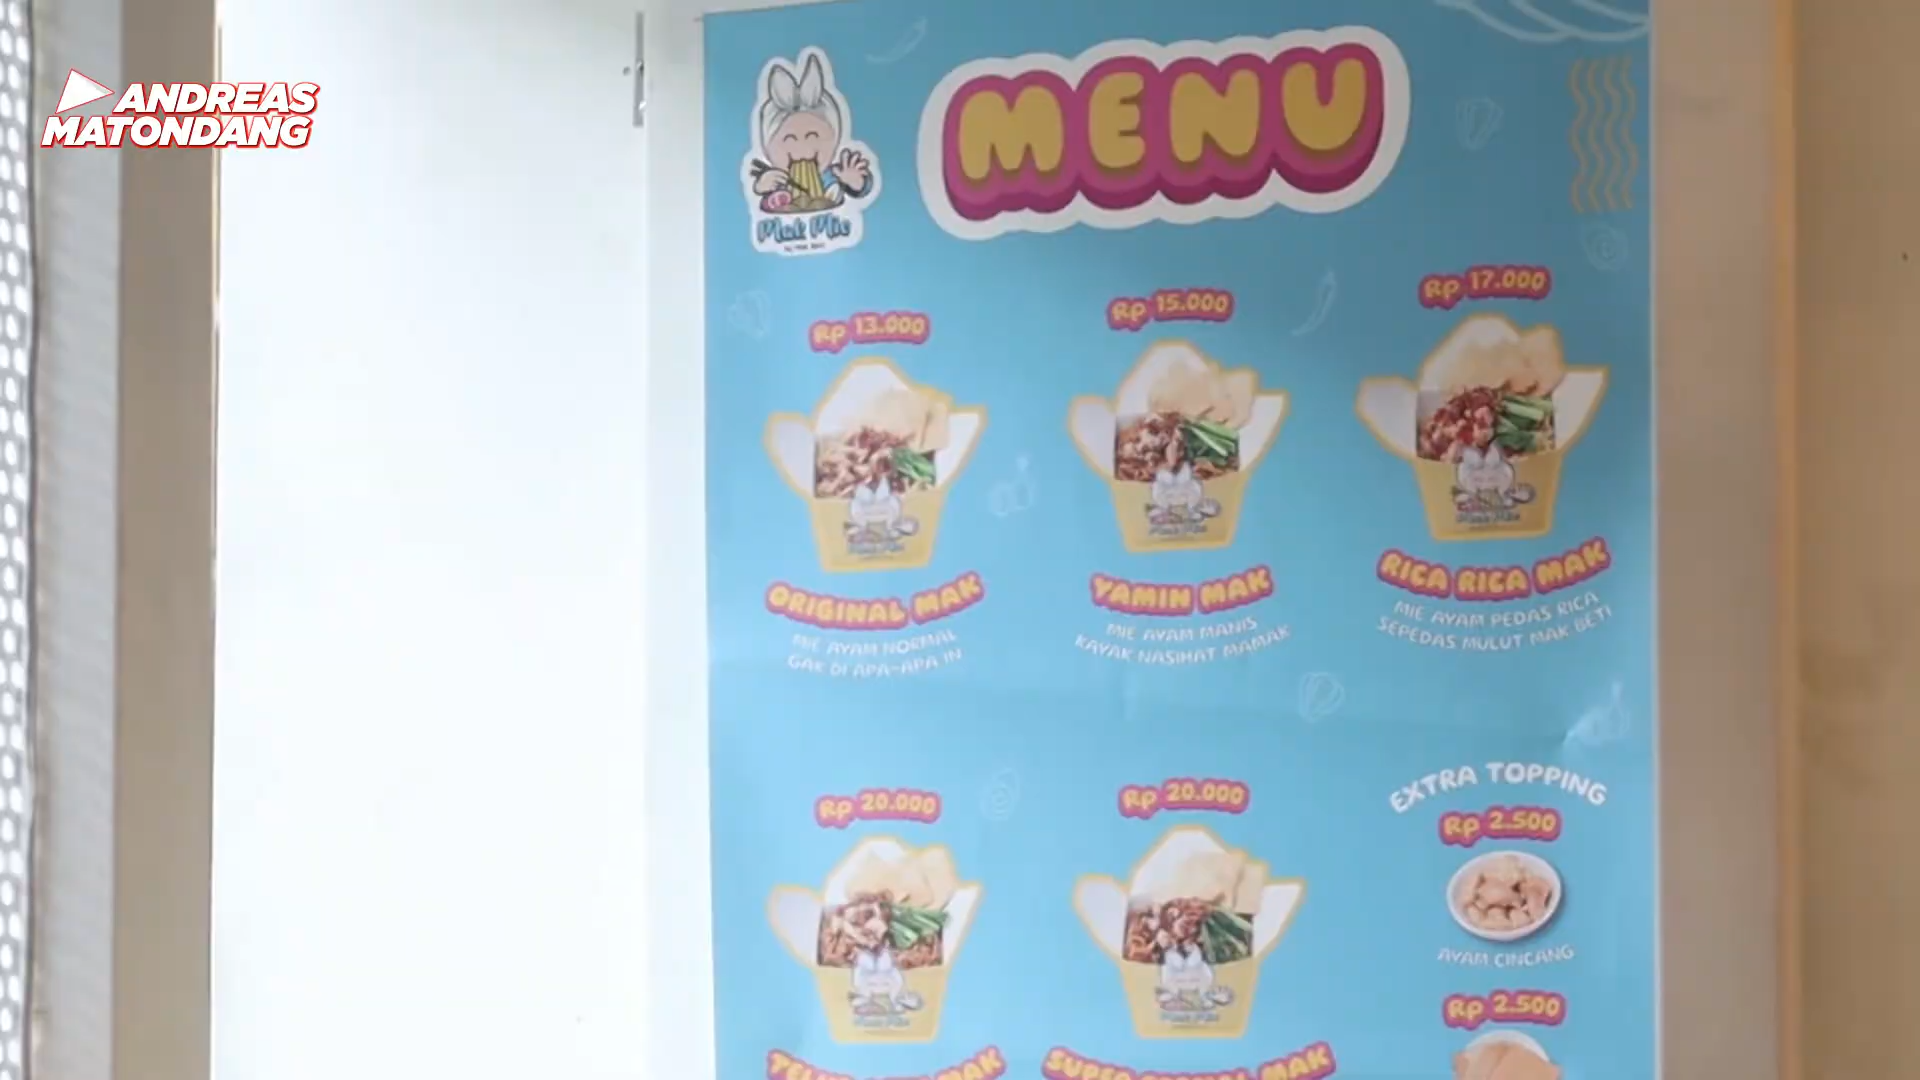 ANDREAS
MATONDANG
MENU
Mak Mie
Rp 13.000
Rp 15.000
Rp 17.000
ORIGINAL MAK
MIE AYAM NORMAL
GAK DI APA-APA IN
YAMIN MAK
MIE AYAM MANIS
KAYAK NASIHAT MAMAK
RICA RICA MAK
MIE AYAM PEDAS RICA
SEPEDAS MULUT MAK BETI
Rp 20.000
Rp 20.000
EXTRA TOPPING
Rp 2.500
AYAM CINCANG
Rp 2.500
MAK
SUPER MAK